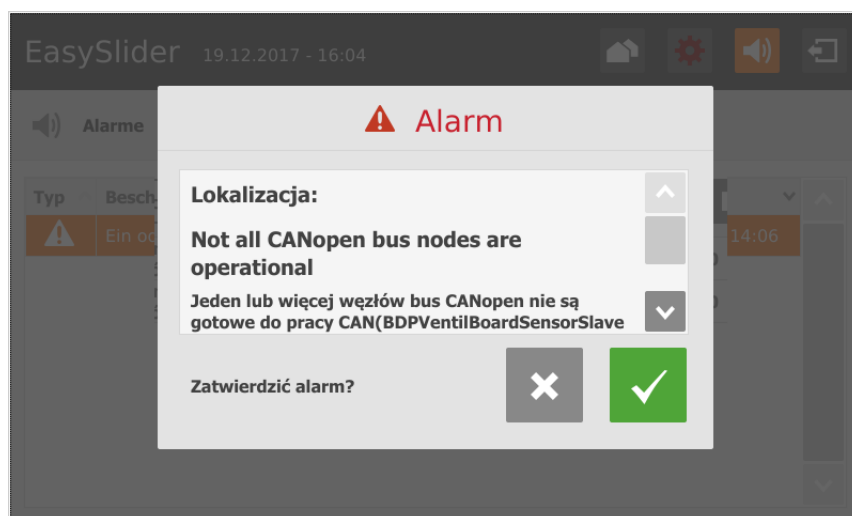 EasySlider 19.12.2017 - 16:04
Alarme
Alarm
Typ Besch
Lokalizacja:
Ein 14:06
Not all CANopen bus nodes are
operational
Jeden lub więcej węzłów bus CANopen nie są
gotowe do pracy CAN(BDPVentilBoardSensorSlave
Zatwierdzić alarm?